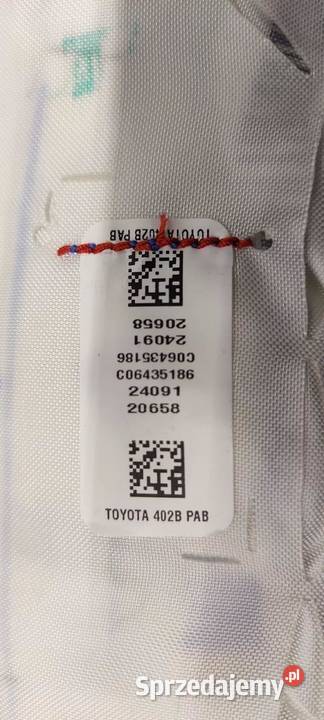 TOYOTA 402B PAB
20658
24091
C06435186
C06435186
24091
20658
TOYOTA 402B PAB
Sprzedajemy.pl